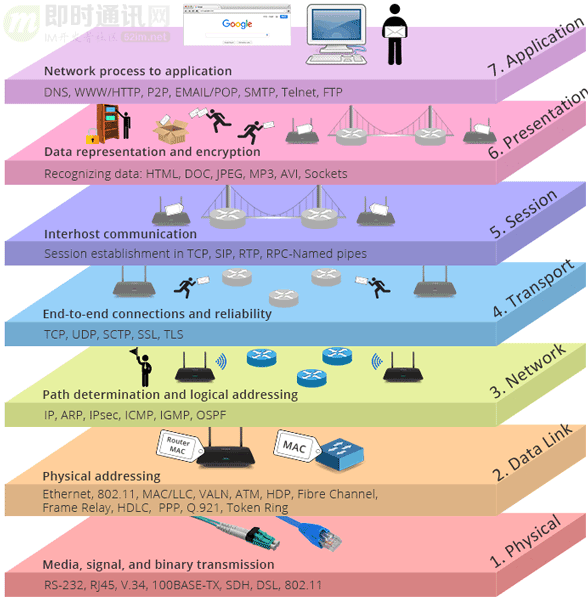 即时通讯网
IM开发者社区 52im.net
Google
7. Application
Network process to application
DNS, WWW/HTTP, P2P, EMAIL/POP, SMTP, Telnet, FTP
6. Presentation
Data representation and encryption
Recognizing data: HTML, DOC, JPEG, MP3, AVI, Sockets
5. Session
Interhost communication
Session establishment in TCP, SIP, RTP, RPC-Named pipes
4. Transport
End-to-end connections and reliability
TCP, UDP, SCTP, SSL, TLS
3. Network
Path determination and logical addressing
IP, ARP, IPsec, ICMP, IGMP, OSPF
2. Data Link
Router
MAC
MAC
Physical addressing
Ethernet, 802.11, MAC/LLC, VALN, ATM, HDP, Fibre Channel,
Frame Relay, HDLC, PPP, Q.921, Token Ring
1. Physical
Media, signal, and binary transmission
RS-232, RJ45, V.34, 100BASE-TX, SDH, DSL, 802.11